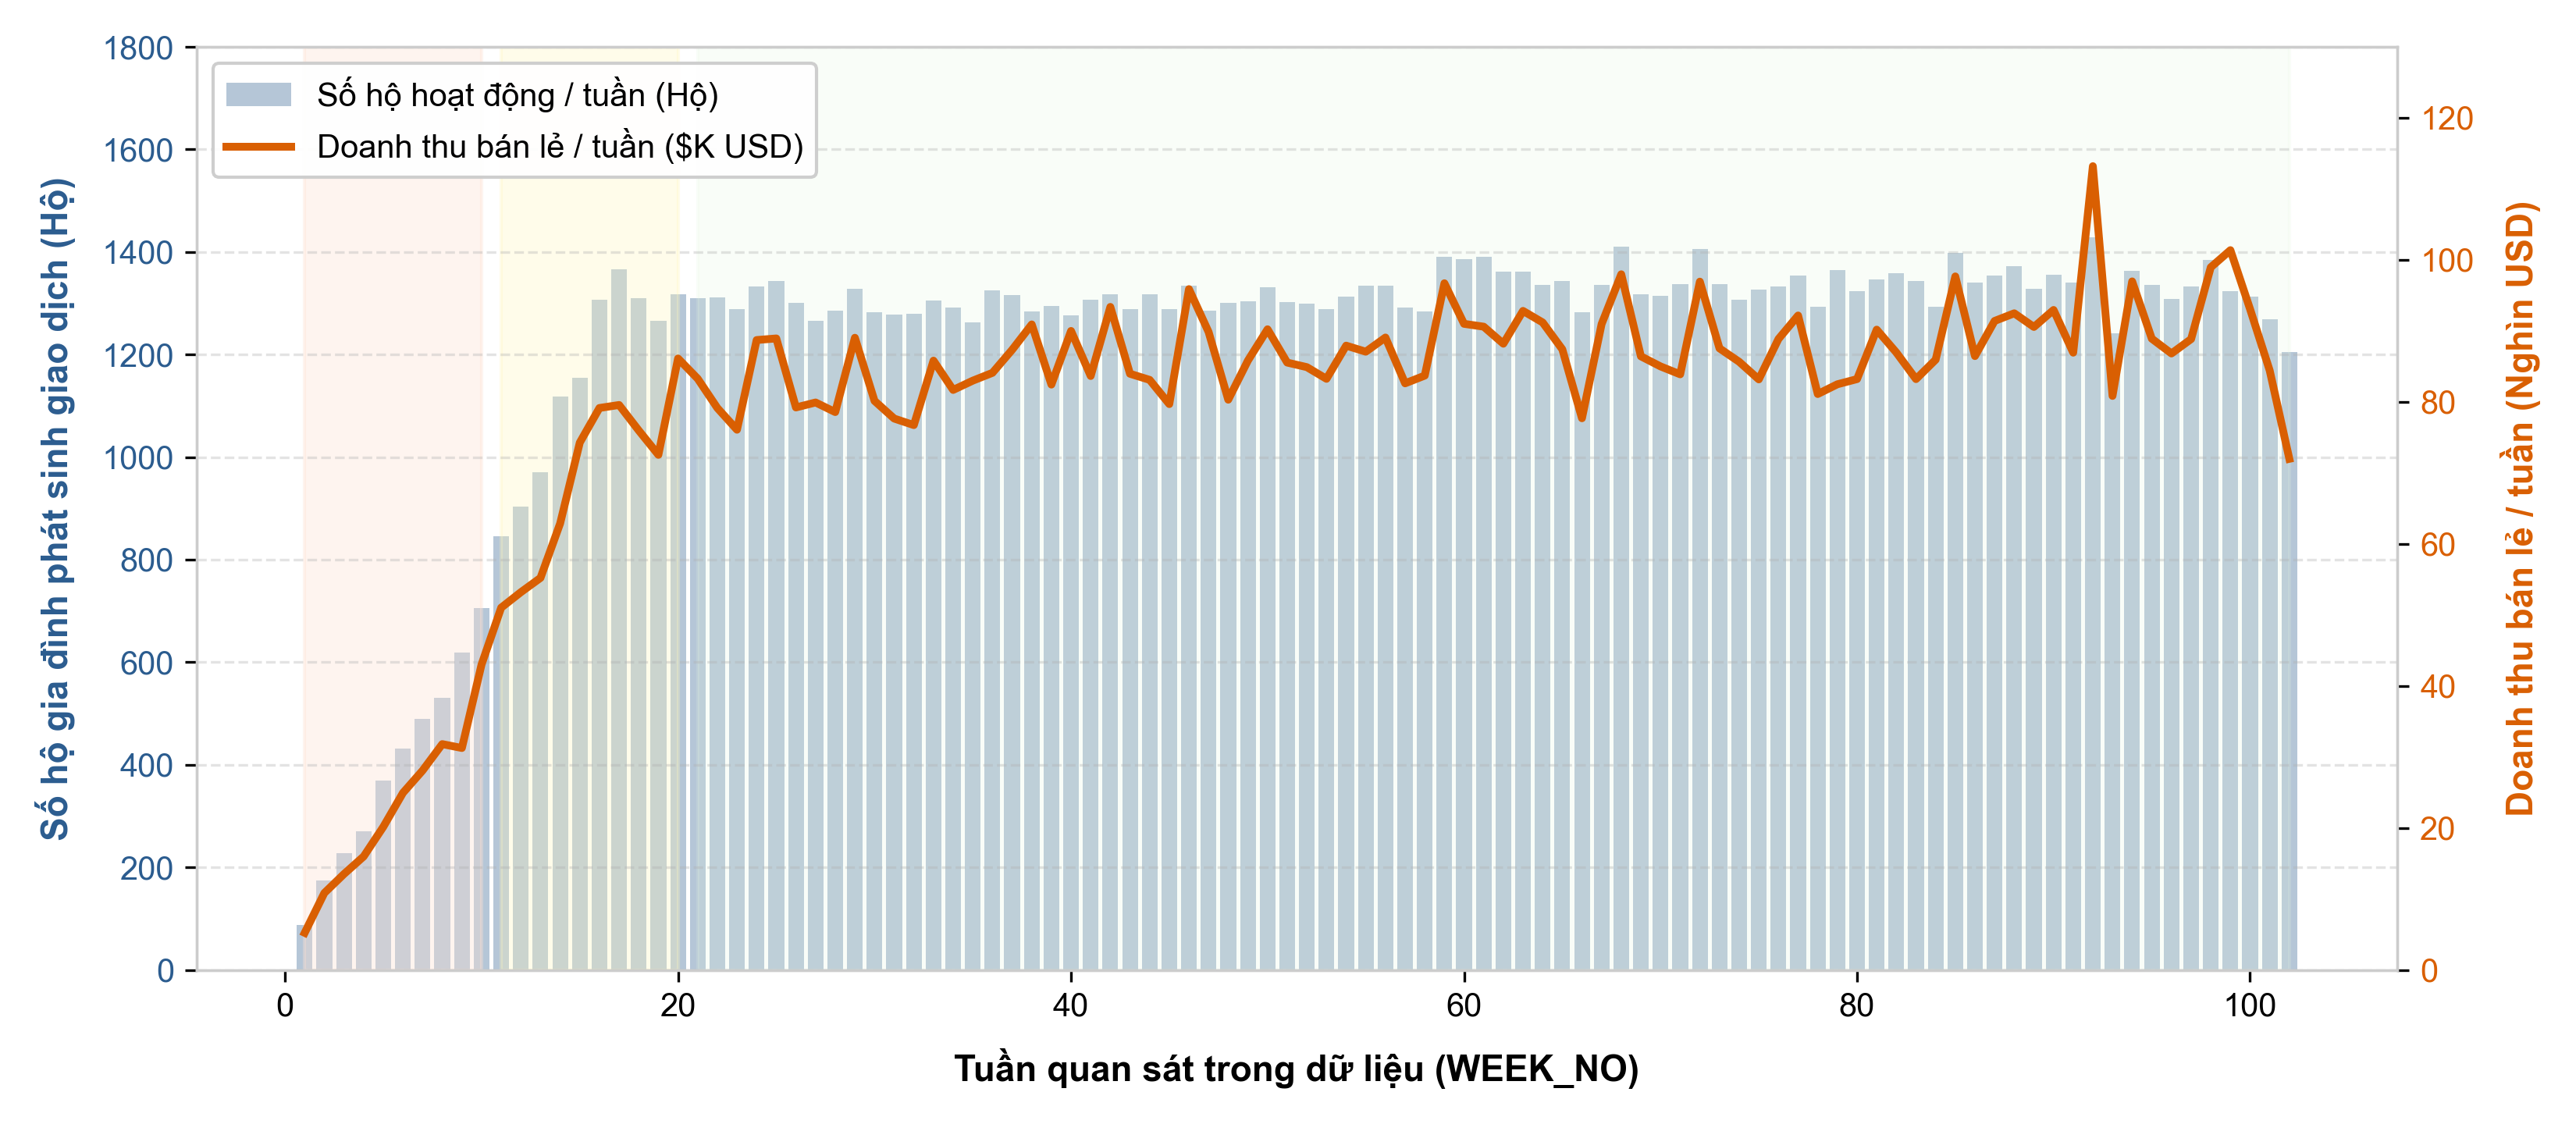 Số hộ hoạt động / tuần (Hộ)
Doanh thu bán lẻ / tuần ($K USD)
Số hộ gia đình phát sinh giao dịch (Hộ)
1800
1600
1400
1200
1000
800
600
400
200
0
120
100
80
60
40
20
0
Doanh thu bán lẻ / tuần (Nghìn USD)
0 20 40 60 80 100
Tuần quan sát trong dữ liệu (WEEK_NO)